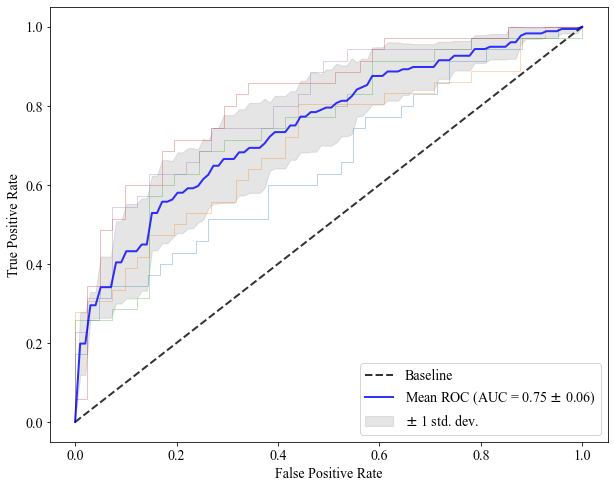 1.0
0.8
0.6
0.4
0.2
0.0
True Positive Rate
0.0 0.2 0.4 0.6 0.8 1.0
False Positive Rate
Baseline
Mean ROC (AUC = 0.75 ± 0.06)
± 1 std. dev.